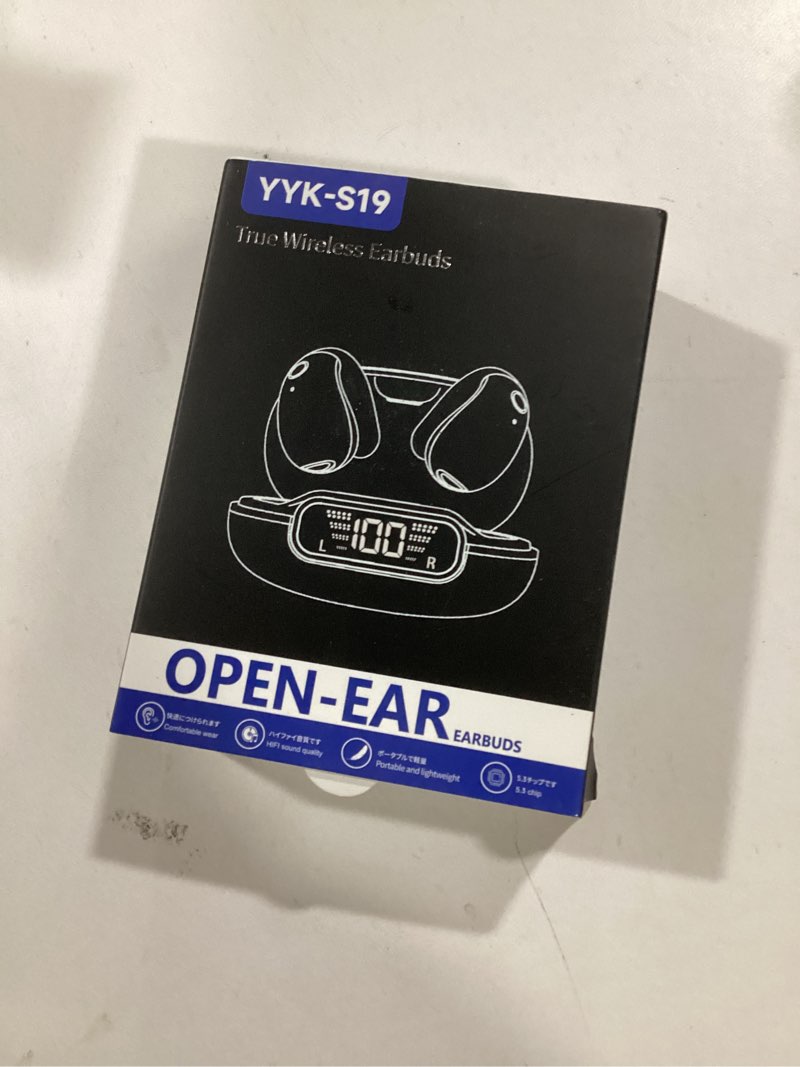 YYK-S19
True Wireless Earbuds
100
L
R
OPEN-EAR
EARBUDS
快適につけられます
Comfortable wear
ハイファイ音質です
HIFI sound quality
ポータブルで軽量
Portable and lightweight
5.3チップです
5.3 chip